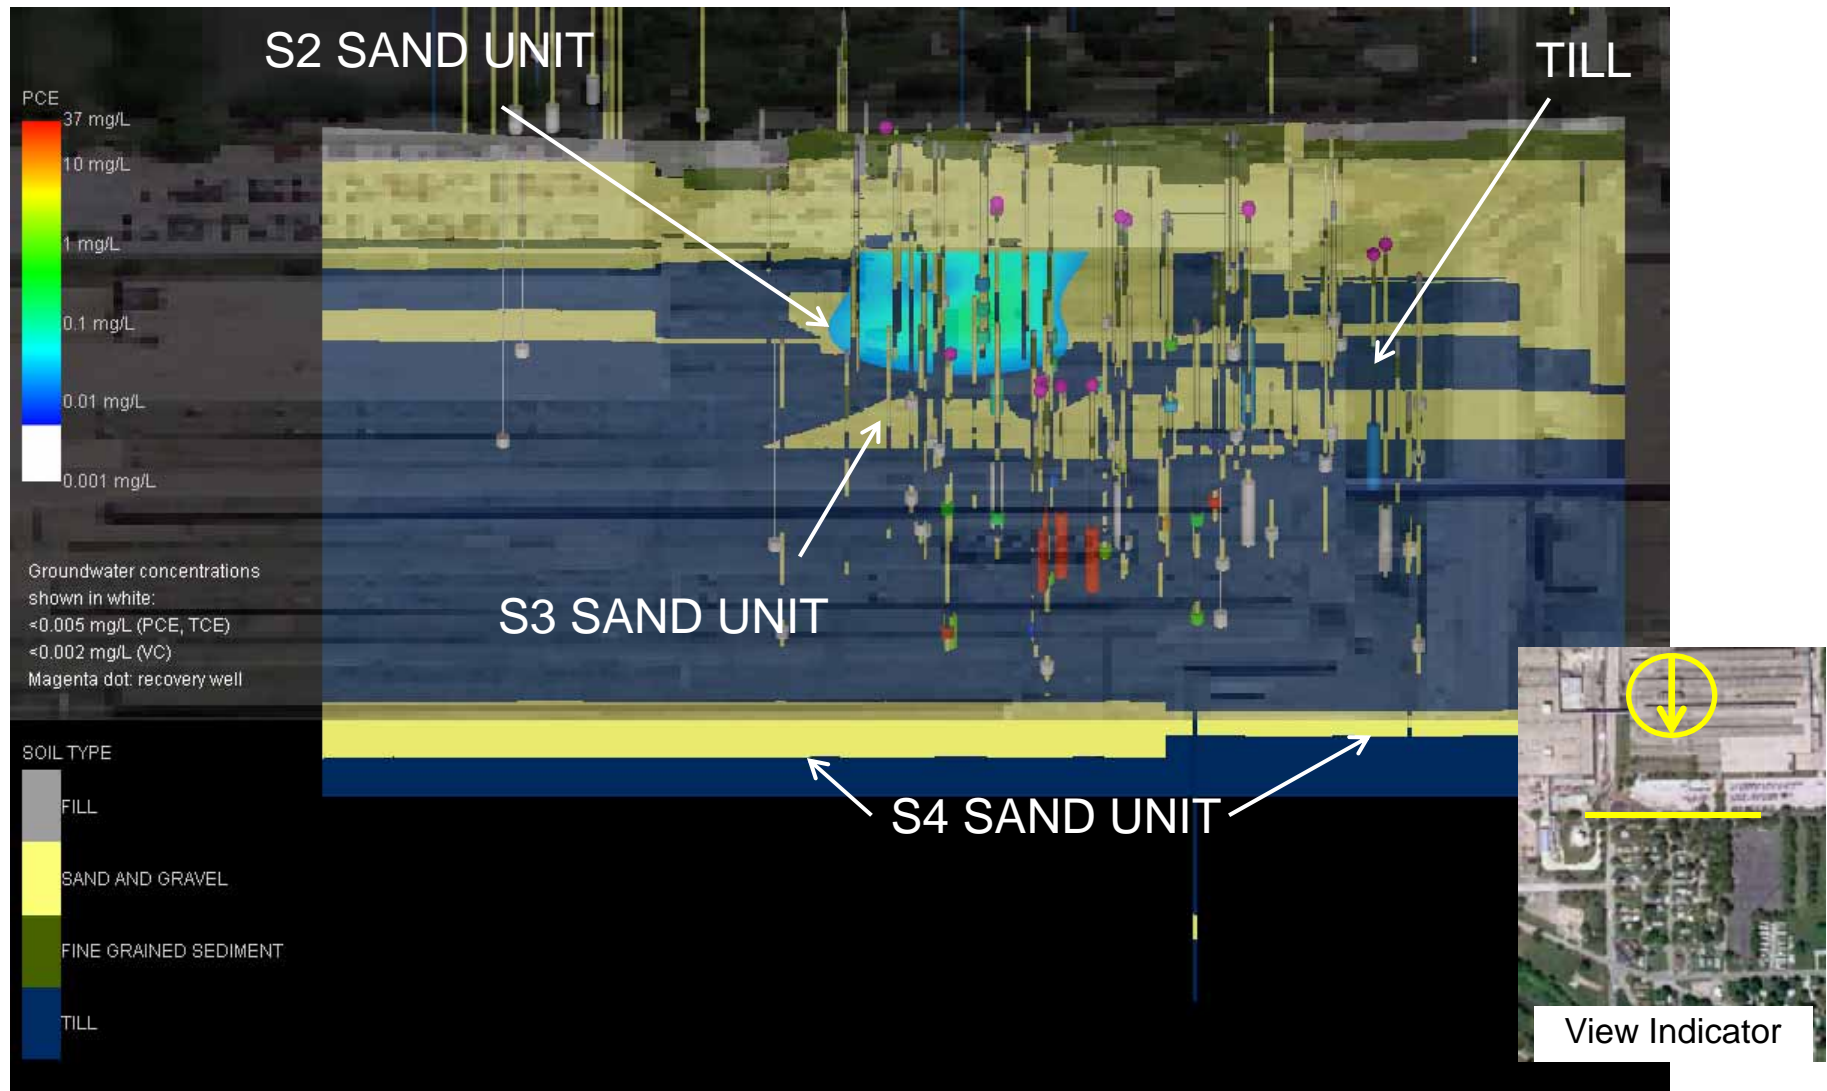 S2 SAND UNIT
TILL
PCE
37 mg/L
10 mg/L
1 mg/L
0.1 mg/L
0.01 mg/L
0.001 mg/L
Groundwater concentrations
shown in white:
<0.005 mg/L (PCE, TCE)
<0.002 mg/L (VC)
Magenta dot: recovery well
S3 SAND UNIT
S4 SAND UNIT
SOIL TYPE
FILL
SAND AND GRAVEL
FINE GRAINED SEDIMENT
TILL
View Indicator